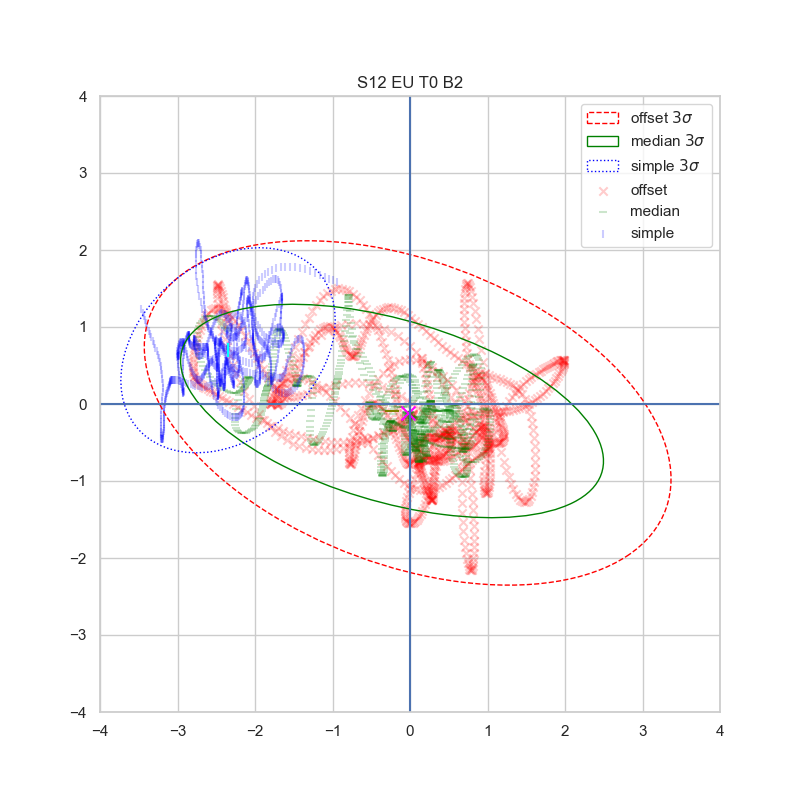 S12 EU T0 B2
offset 3σ
median 3σ
simple 3σ
offset
median
simple
4
3
2
1
0
−1
−2
−3
−4
−4 −3 −2 −1 0 1 2 3 4